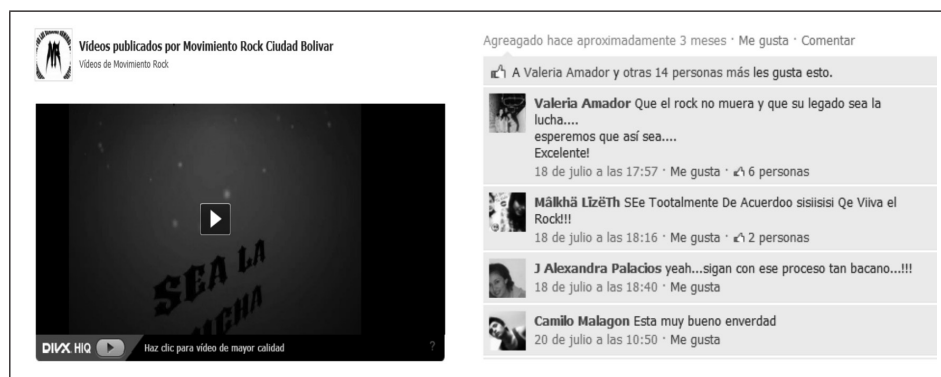 Vídeos publicados por Movimiento Rock Ciudad Bolivar
Vídeos de Movimiento Rock
SEA LA
DIVX HIQ
Haz clic para vídeo de mayor calidad
?
Agreagado hace aproximadamente 3 meses · Me gusta · Comentar
A Valeria Amador y otras 14 personas más les gusta esto.
Valeria Amador Que el rock no muera y que su legado sea la
lucha....
esperemos que así sea....
Excelente!
18 de julio a las 17:57 · Me gusta · 6 personas
Mâlkhä LïzëTh SEe Tootalmente De Acuerdoo sisiisisi Qe Viiva el
Rock!!!
18 de julio a las 18:16 · Me gusta · 2 personas
J Alexandra Palacios yeah...sigan con ese proceso tan bacano...!!!
18 de julio a las 18:40 · Me gusta
Camilo Malagon Esta muy bueno enverdad
20 de julio a las 10:50 · Me gusta